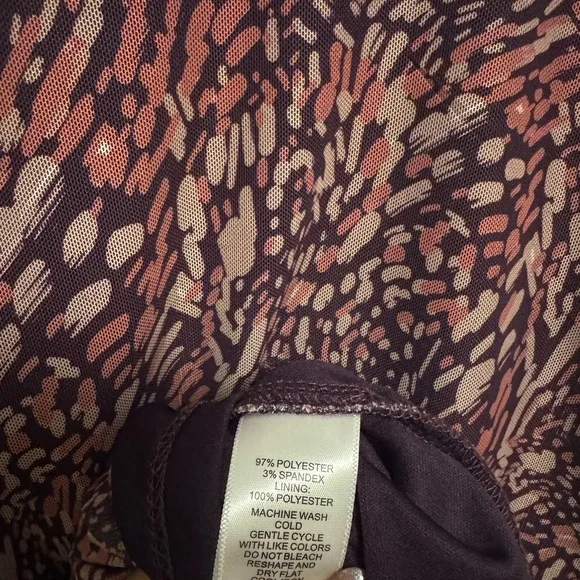 97% POLYESTER
3% SPANDEX
LINING:
100% POLYESTER
MACHINE WASH
COLD
GENTLE CYCLE
WITH LIKE COLORS
DO NOT BLEACH
RESHAPE AND
DRY FLAT